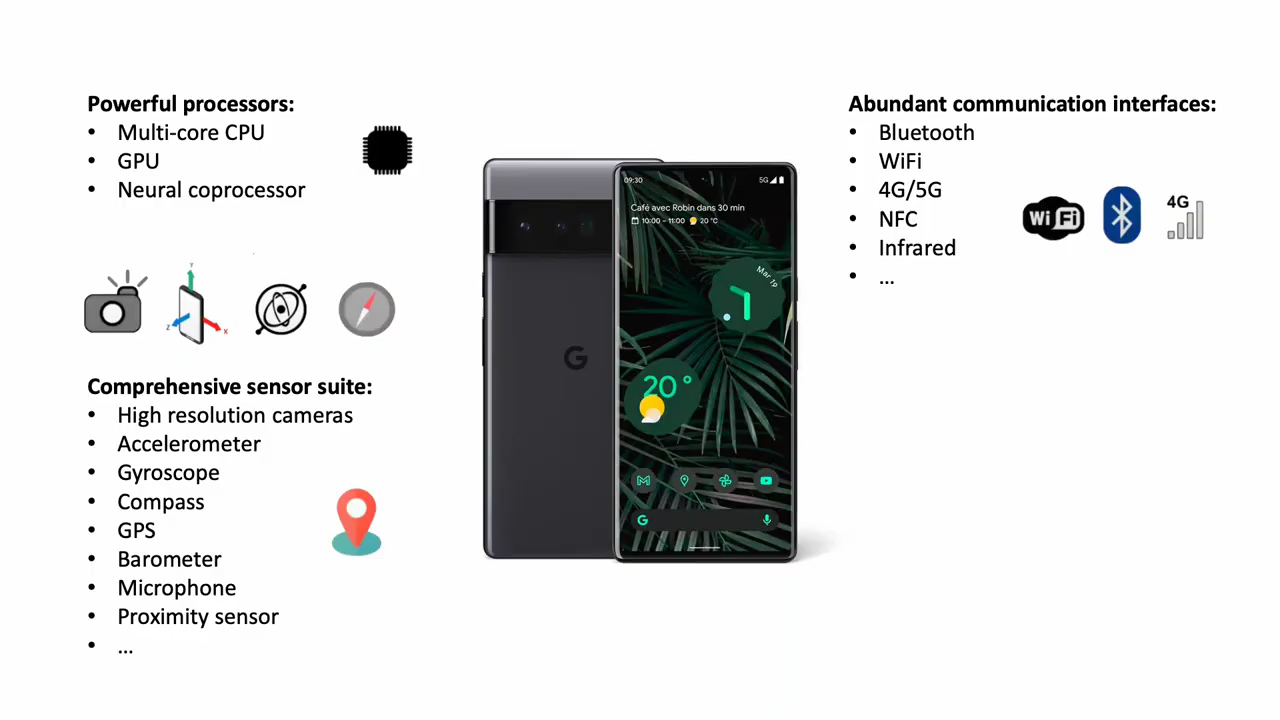 Powerful processors:
• Multi-core CPU
• GPU
• Neural coprocessor
Y
Z
X
Comprehensive sensor suite:
• High resolution cameras
• Accelerometer
• Gyroscope
• Compass
• GPS
• Barometer
• Microphone
• Proximity sensor
• ...
G
09:30
5G
Café avec Robin dans 30 min
10:00 – 11:00 20 °C
Mar 19
20°
G
Abundant communication interfaces:
• Bluetooth
• WiFi
• 4G/5G
• NFC
• Infrared
• ...
Wi Fi
4G